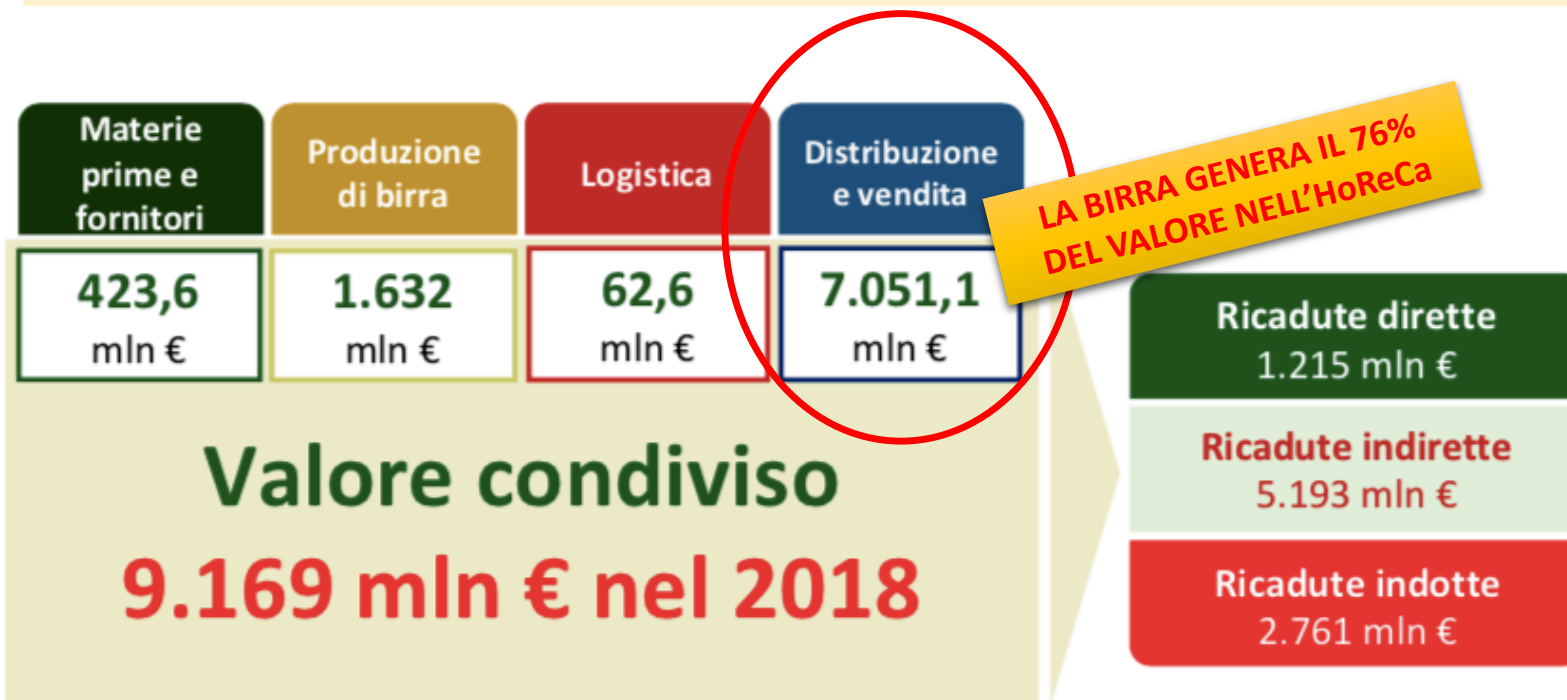 Materie
prime e
fornitori
Produzione
di birra
Logistica
Distribuzione
e vendita
LA BIRRA GENERA IL 76%
DEL VALORE NELL’HoReCa
423,6
mln €
1.632
mln €
62,6
mln €
7.051,1
mln €
Valore condiviso
9.169 mln € nel 2018
Ricadute dirette
1.215 mln €
Ricadute indirette
5.193 mln €
Ricadute indotte
2.761 mln €